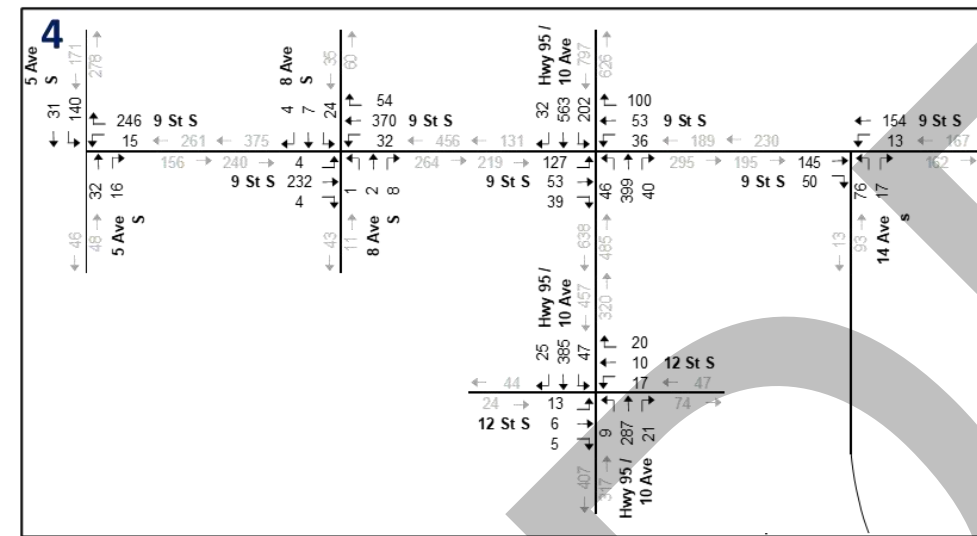 4
5 Ave
S
31
140
← 171
278 →
8 Ave
S
4
7
24
← 35
60 →
Hwy 95 /
10 Ave
32
563
202
← 797
626 →
246 9 St S
15
← 261 ← 375
156 → 240 →
54
370 9 St S
32
← 456 ← 131
264 → 219 →
100
53 9 St S
36
← 189 ← 230
295 → 195 →
154 9 St S
13
← 167
162 →
4
9 St S 232
4
127
9 St S 53
39
145
9 St S 50
32
16
← 46
48 →
5 Ave
S
1
2
8
← 43
11 →
8 Ave
S
46
399
40
← 638
485 →
76
17
← 13
93 →
14 Ave
s
Hwy 95 /
10 Ave
25
385
47
← 457
320 →
20
10 12 St S
17
← 44
24 →
← 47
74 →
13
12 St S 6
5
9
287
21
← 407
317 →
Hwy 95 /
10 Ave